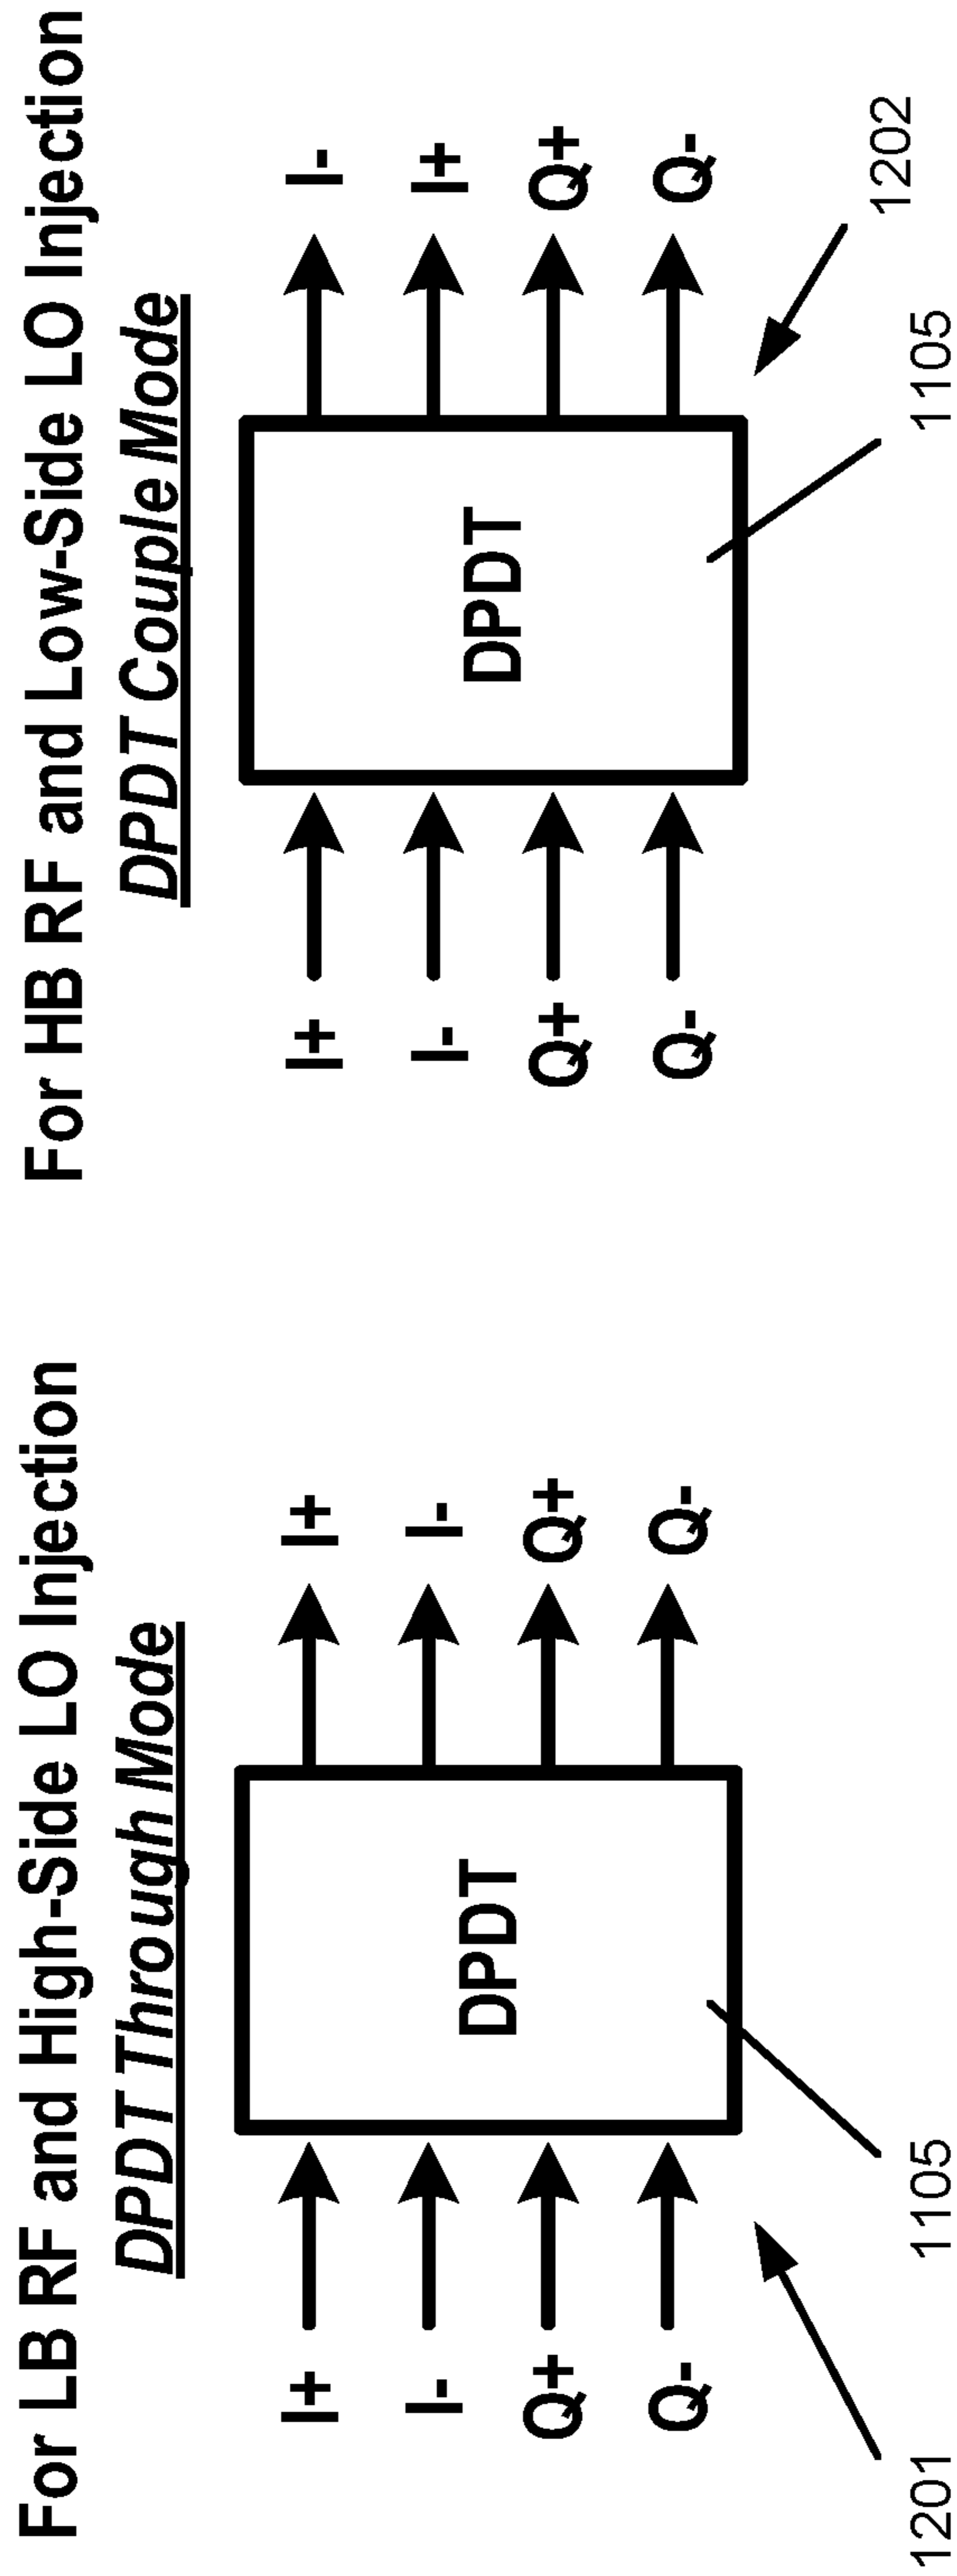 For LB RF and High-Side LO Injection
DPDT Through Mode
I+
I-
Q+
Q-
DPDT
I+
I-
Q+
Q-
1201
1105
For HB RF and Low-Side LO Injection
DPDT Couple Mode
I+
I-
Q+
Q-
DPDT
I-
I+
Q+
Q-
1105
1202